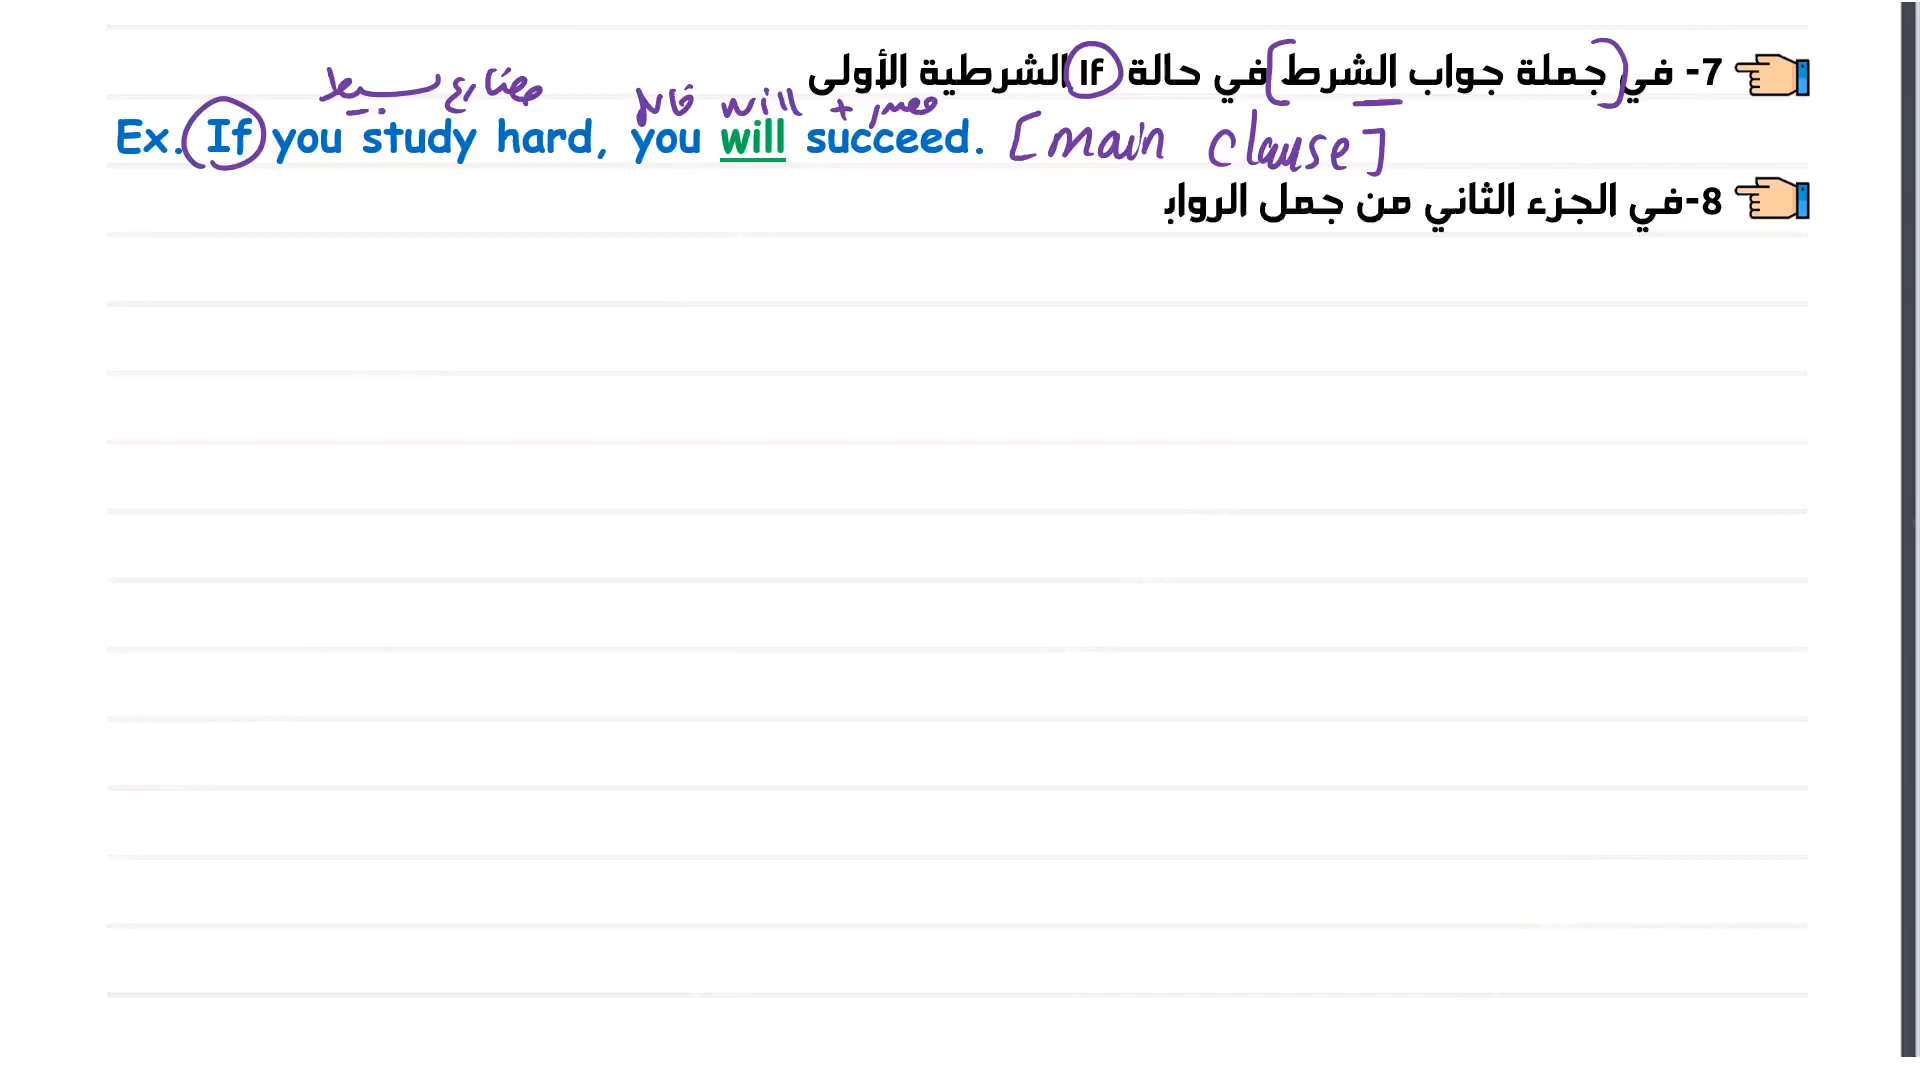 7- في [جملة جواب الشرط] في حالة If الشرطية الأولى
مضارع بسيط
فاعل will + مصدر
Ex. If you study hard, you will succeed. [main clause]
8-في الجزء الثاني من جمل الرواب